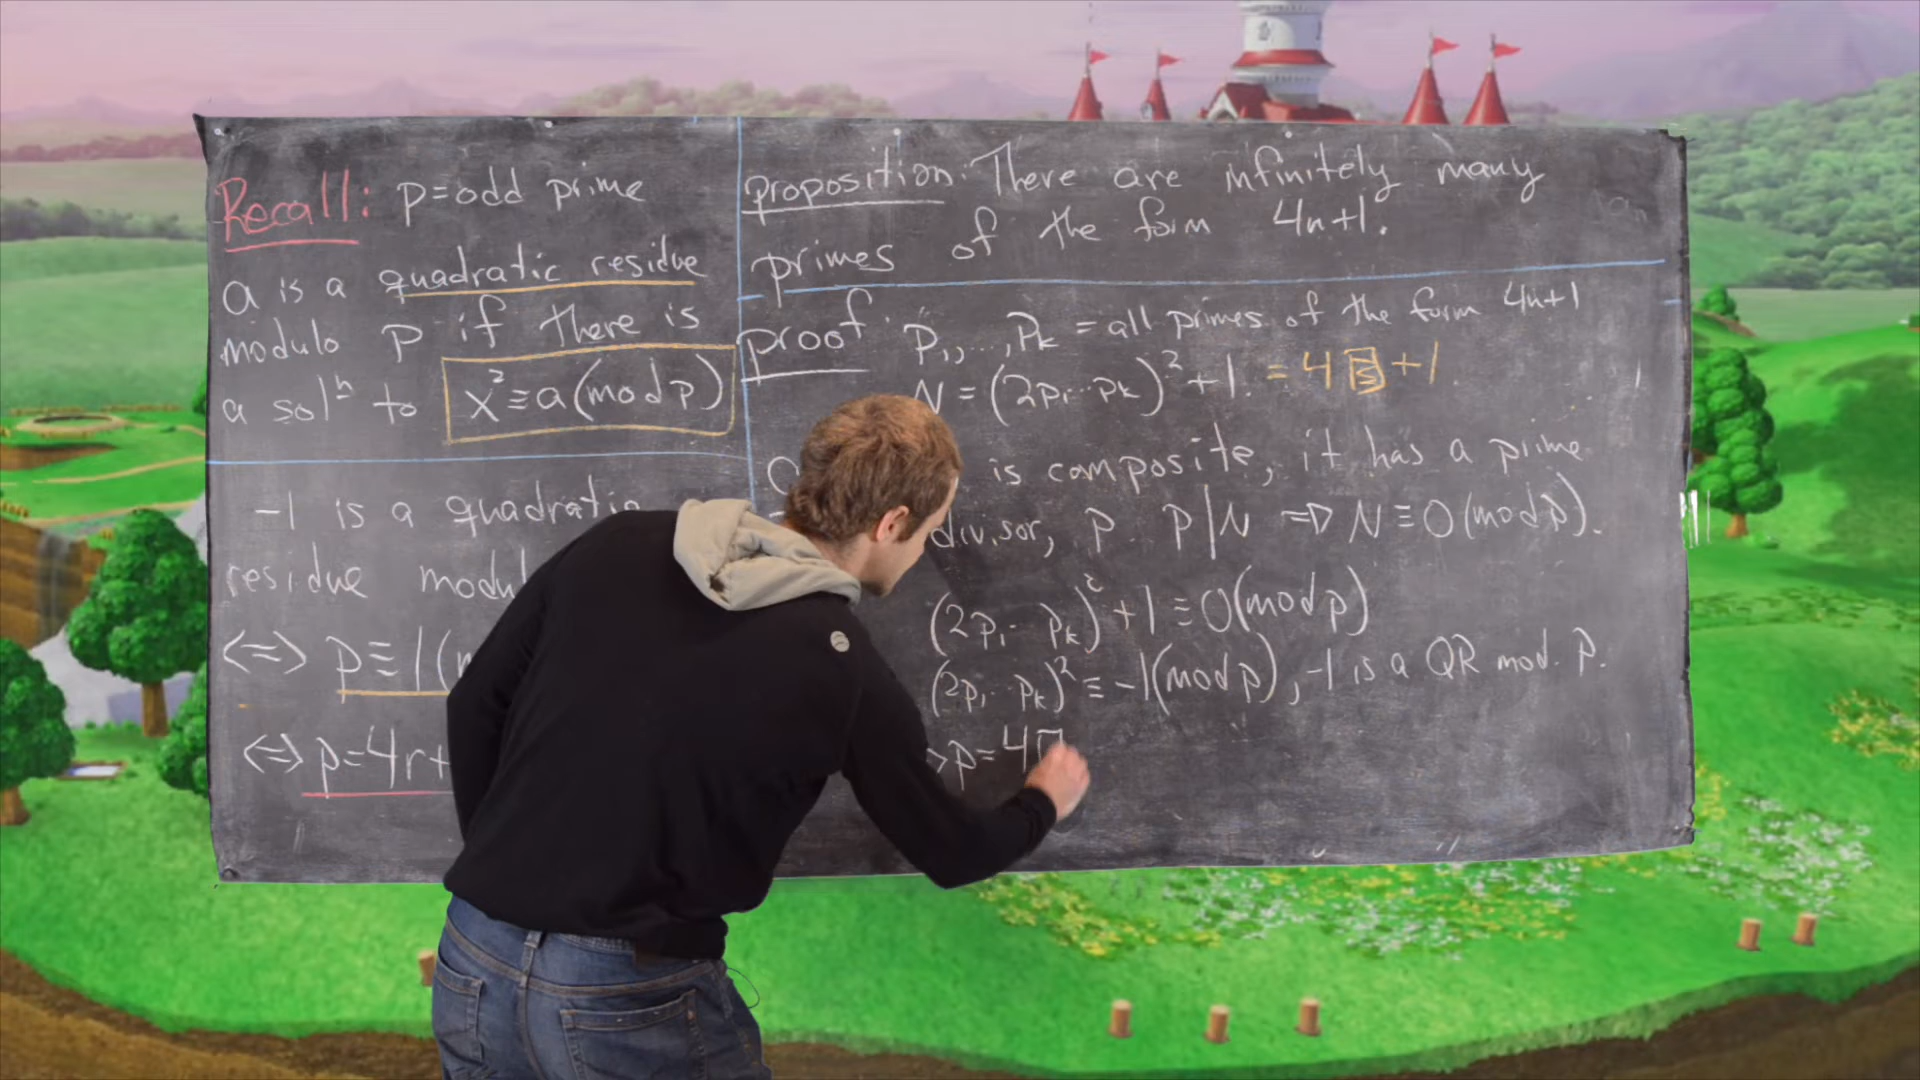 Recall: p=odd prime
a is a quadratic residue
modulo p if there is
a solⁿ to x²≡a(mod p)
-1 is a quadratic
residue
⇔ p≡1(
⇔ p=4r+
proposition: There are infinitely many
primes of the form 4n+1.
proof: p₁,...,pₖ = all primes of the form 4n+1
N = (2p₁...pₖ)²+1. = 4▢+1.
is composite, it has a prime
divisor, p. p|N ⇒ N≡0(mod p).
(2p₁...pₖ)²+1≡0(mod p)
(2p₁...pₖ)²≡-1(mod p), -1 is a QR mod. p.
p=4